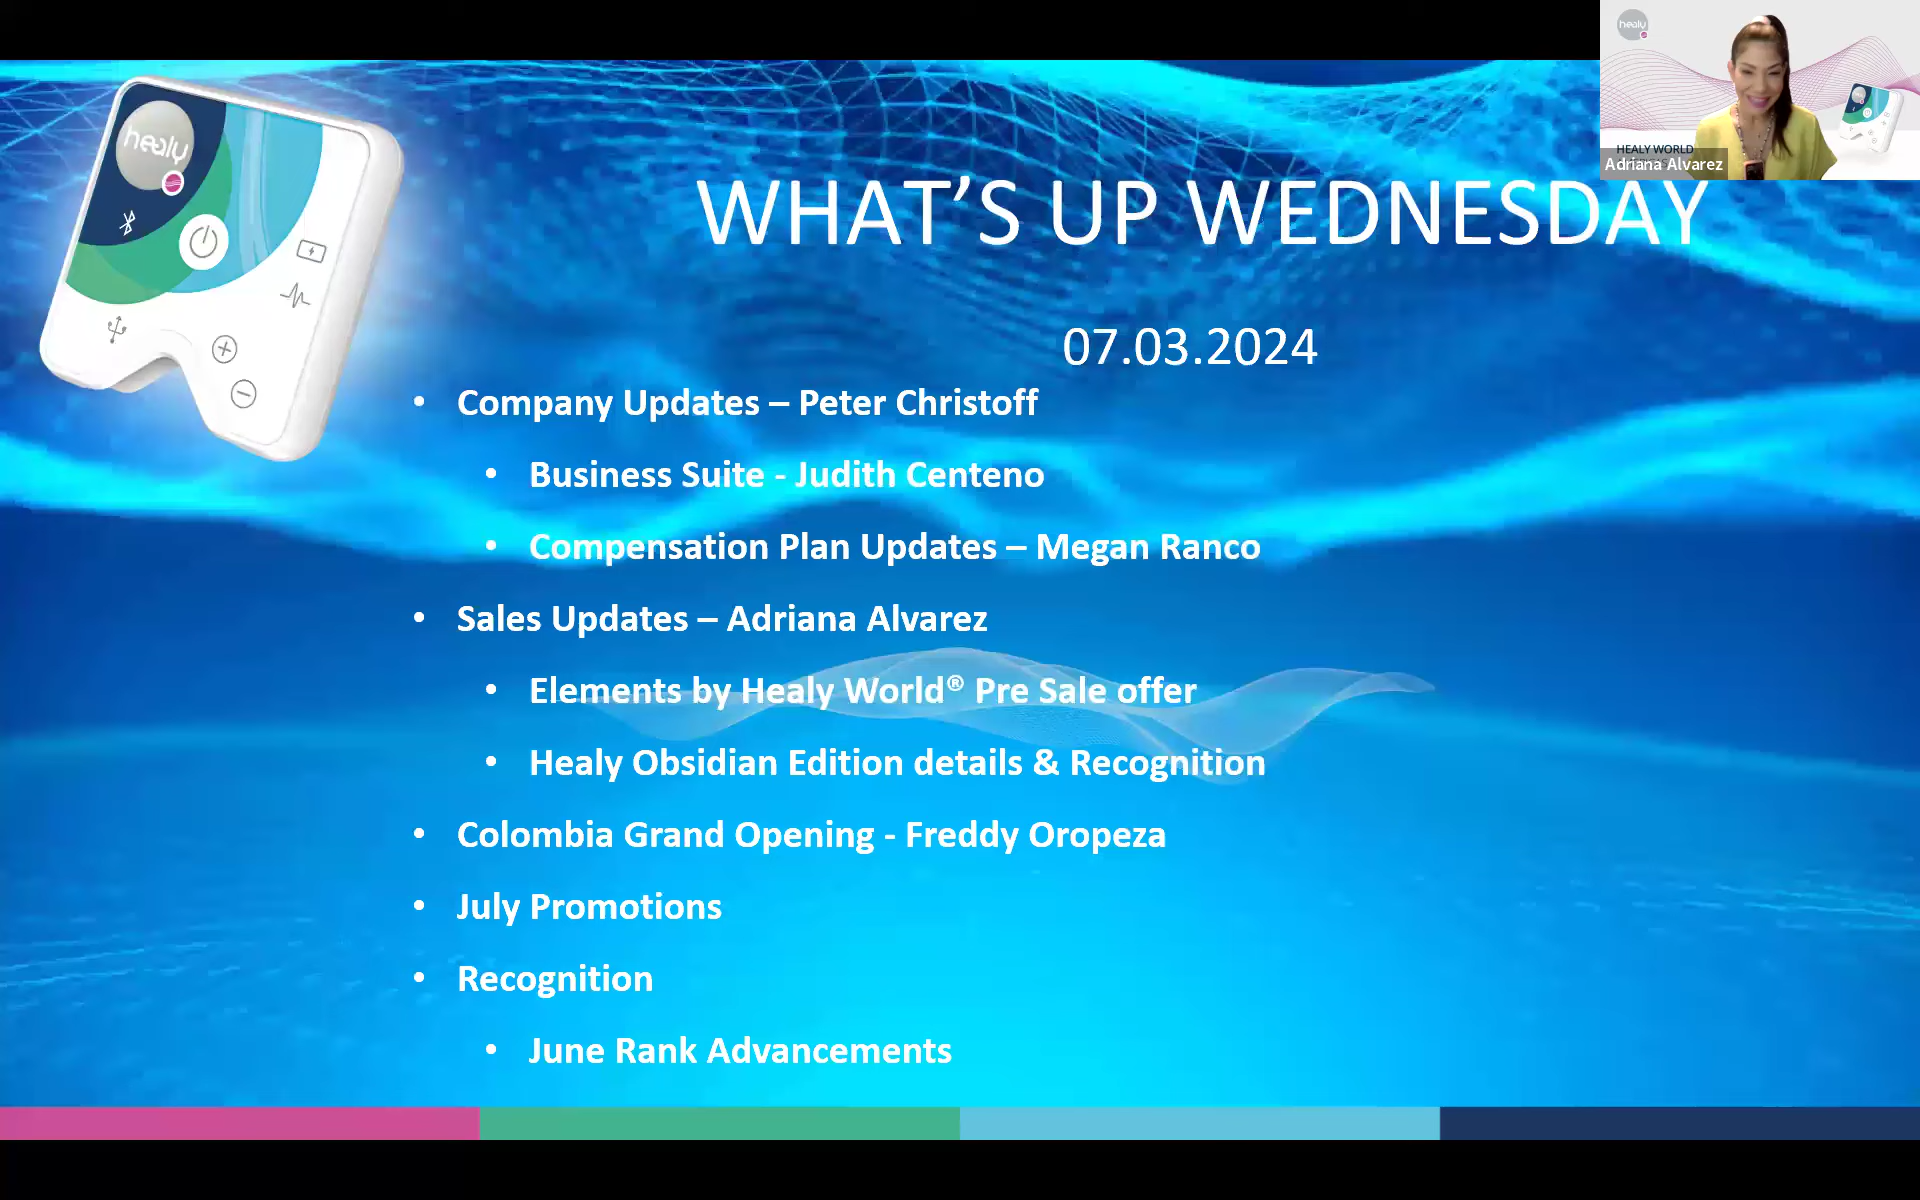 healy
healy
healy
HEALY WORLD
Adriana Alvarez
WHAT’S UP WEDNESDAY
07.03.2024
• Company Updates – Peter Christoff
• Business Suite - Judith Centeno
• Compensation Plan Updates – Megan Ranco
• Sales Updates – Adriana Alvarez
• Elements by Healy World® Pre Sale offer
• Healy Obsidian Edition details & Recognition
• Colombia Grand Opening - Freddy Oropeza
• July Promotions
• Recognition
• June Rank Advancements